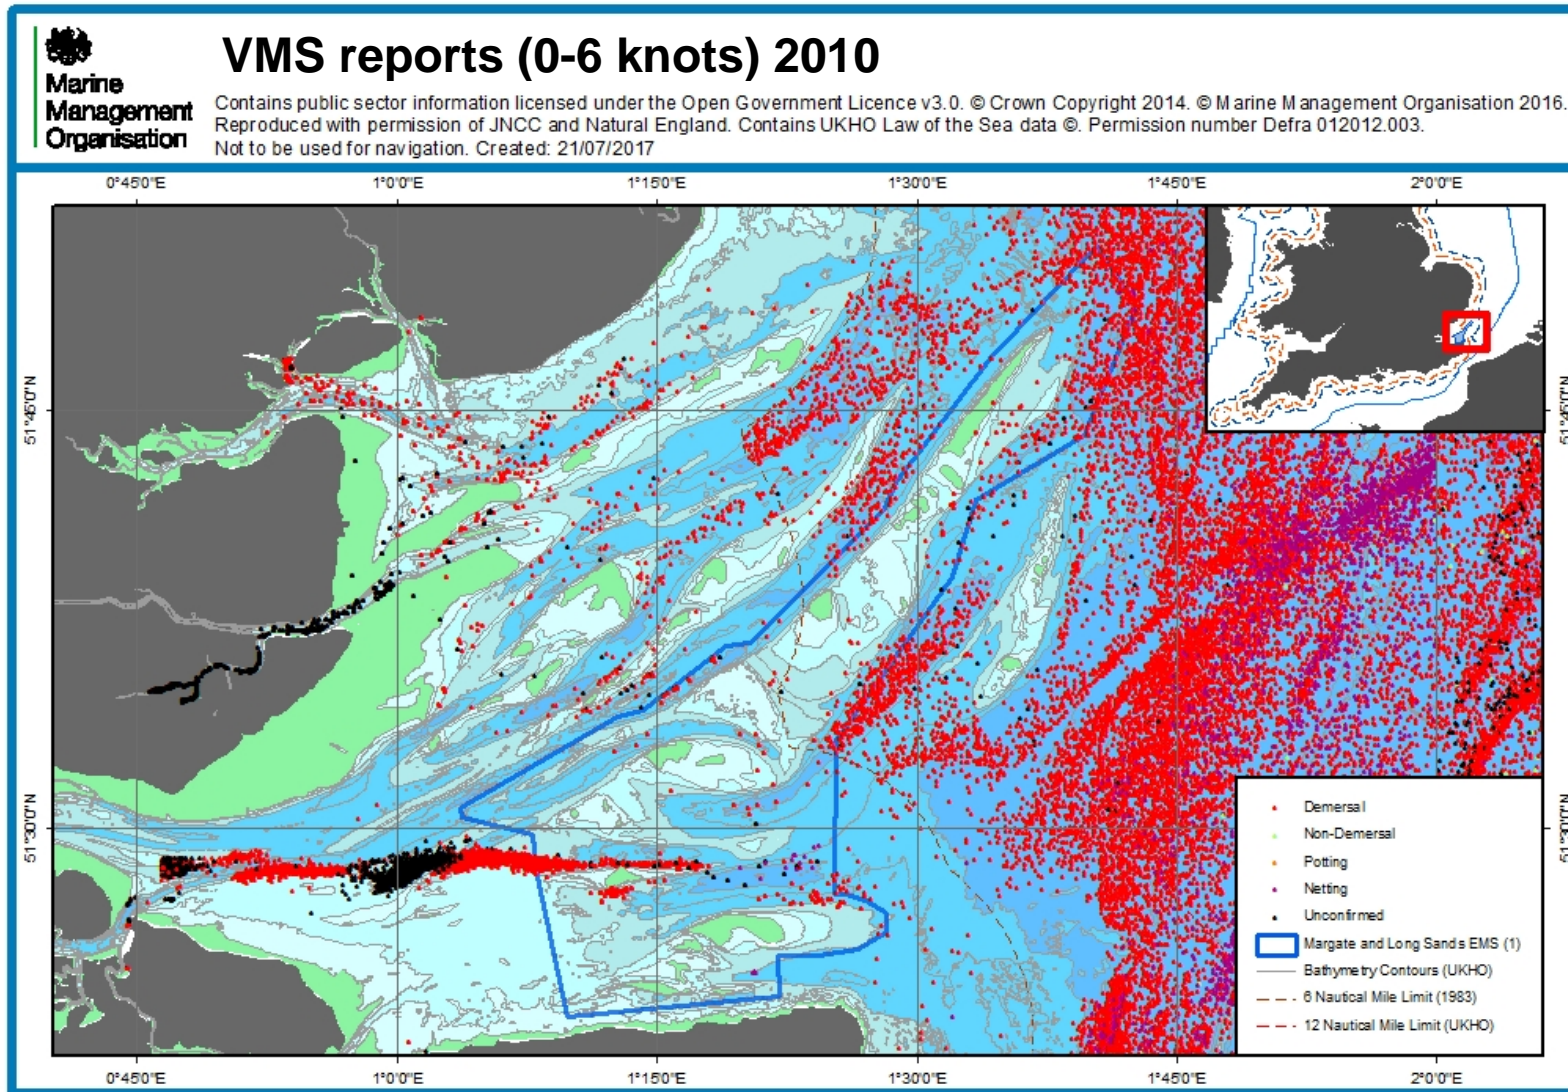 Marine
Management
Organisation
VMS reports (0-6 knots) 2010
Contains public sector information licensed under the Open Government Licence v3.0. © Crown Copyright 2014. © Marine Management Organisation 2016.
Reproduced with permission of JNCC and Natural England. Contains UKHO Law of the Sea data ©. Permission number Defra 012012.003.
Not to be used for navigation. Created: 21/07/2017
0°45'0"E 1°0'0"E 1°15'0"E 1°30'0"E 1°45'0"E 2°0'0"E
51°45'0"N 51°45'0"N
51°30'0"N 51°30'0"N
Demersal
Non-Demersal
Potting
Netting
Unconfirmed
Margate and Long Sands EMS (1)
Bathymetry Contours (UKHO)
6 Nautical Mile Limit (1983)
12 Nautical Mile Limit (UKHO)
0°45'0"E 1°0'0"E 1°15'0"E 1°30'0"E 1°45'0"E 2°0'0"E